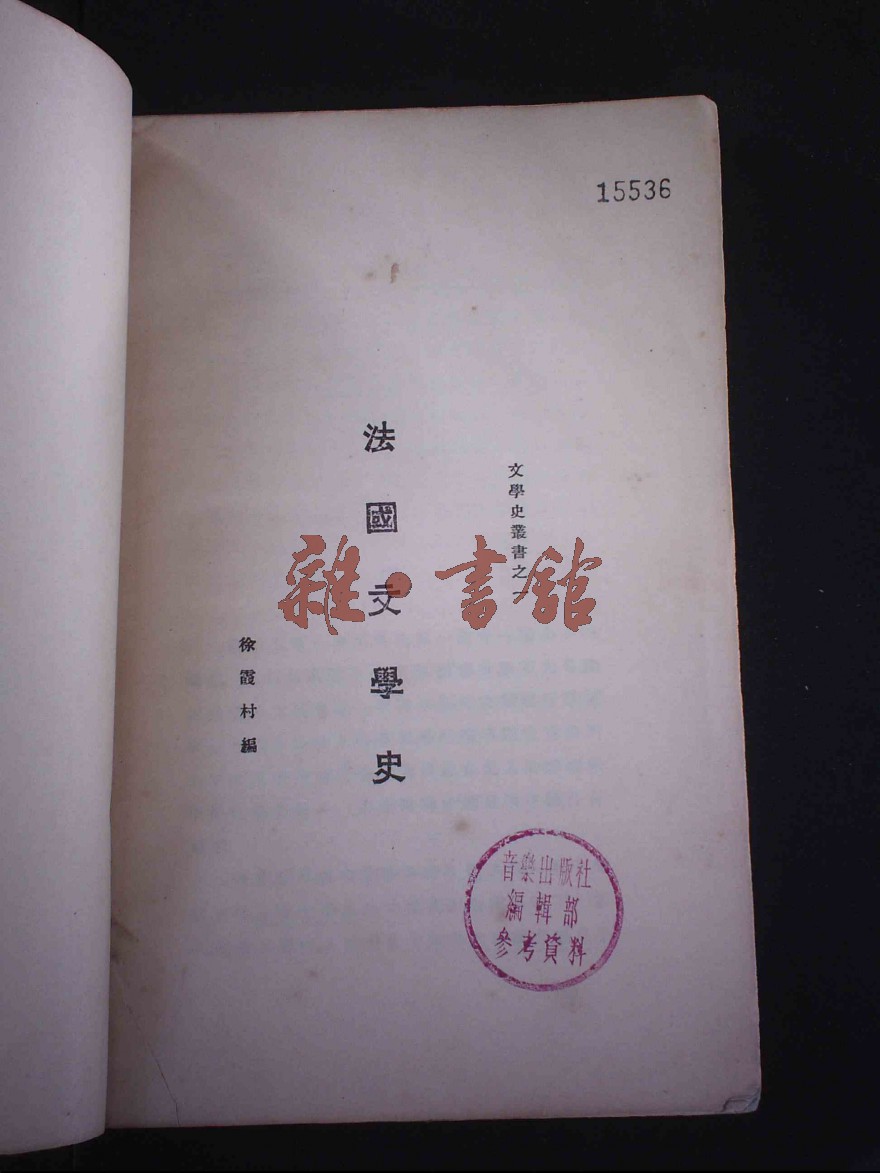 15536
文學史叢書之一
法國文學史
徐霞村編
雜·書館
音樂出版社
編輯部
參考資料